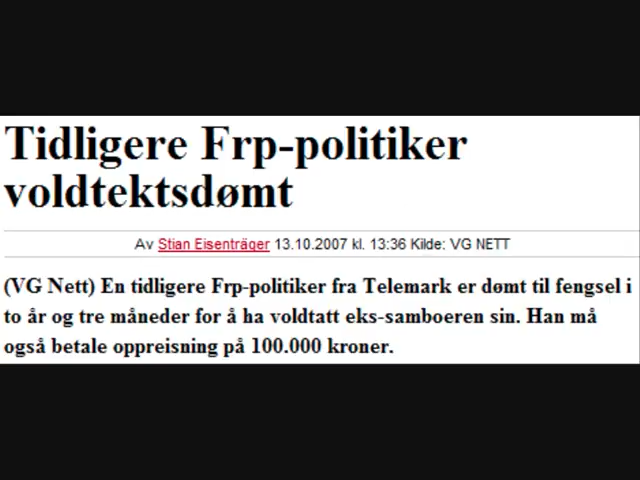 Tidligere Frp-politiker
voldtektsdømt
Av Stian Eisenträger 13.10.2007 kl. 13:36 Kilde: VG NETT
(VG Nett) En tidligere Frp-politiker fra Telemark er dømt til fengsel i
to år og tre måneder for å ha voldtatt eks-samboeren sin. Han må
også betale oppreisning på 100.000 kroner.